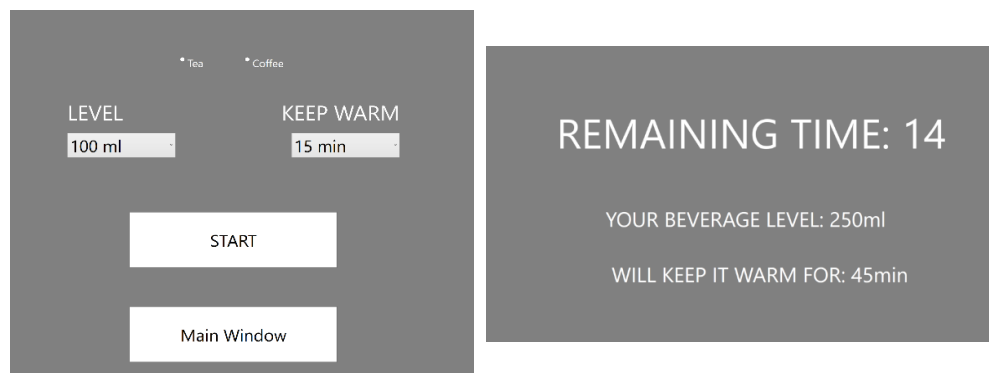 Tea Coffee
LEVEL KEEP WARM
100 ml 15 min
START
Main Window
REMAINING TIME: 14
YOUR BEVERAGE LEVEL: 250ml
WILL KEEP IT WARM FOR: 45min